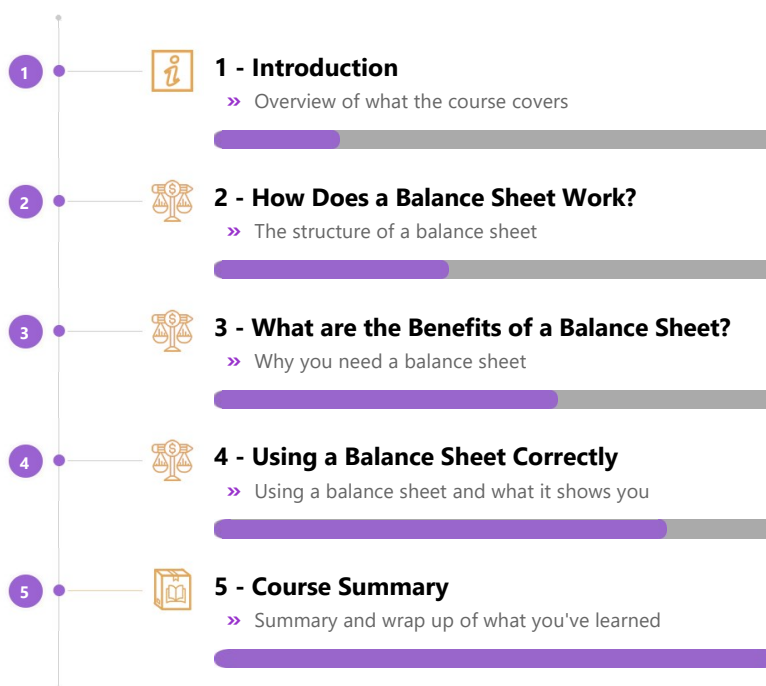 1
1 - Introduction
» Overview of what the course covers
2
2 - How Does a Balance Sheet Work?
» The structure of a balance sheet
3
3 - What are the Benefits of a Balance Sheet?
» Why you need a balance sheet
4
4 - Using a Balance Sheet Correctly
» Using a balance sheet and what it shows you
5
5 - Course Summary
» Summary and wrap up of what you've learned